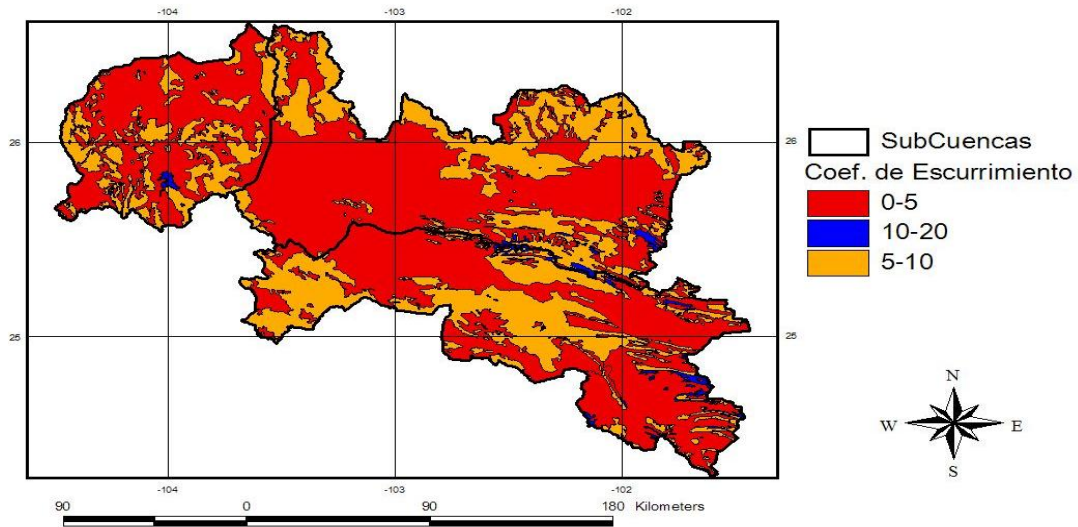 -104 -103 -102
26 26
25 25
-104 -103 -102
90 0 90 180 Kilometers
SubCuencas
Coef. de Escurrimiento
0-5
10-20
5-10
N
W E
S